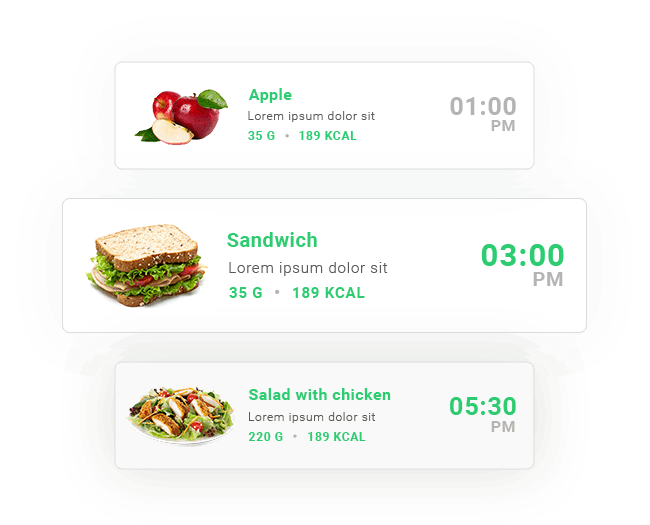 Apple
Lorem ipsum dolor sit
35 G • 189 KCAL
01:00
PM
Sandwich
Lorem ipsum dolor sit
35 G • 189 KCAL
03:00
PM
Salad with chicken
Lorem ipsum dolor sit
220 G • 189 KCAL
05:30
PM